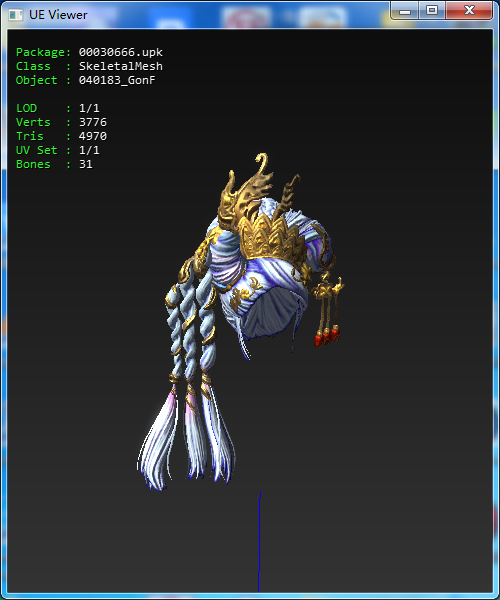 UE Viewer
Package: 00030666.upk
Class : SkeletalMesh
Object : 040183_GonF
LOD : 1/1
Verts : 3776
Tris : 4970
UV Set : 1/1
Bones : 31